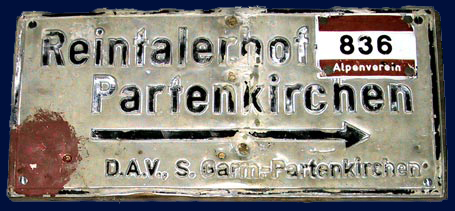 Reintalerhof
836
Alpenverein
Partenkirchen
D.A.V., S. Garm.-Partenkirchen